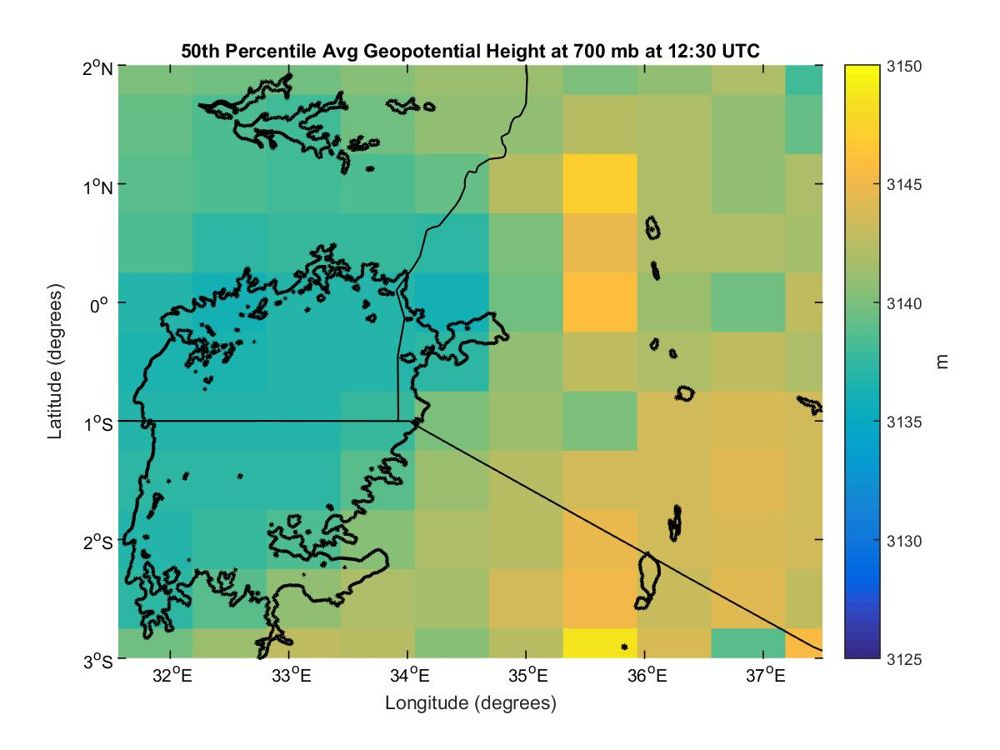 50th Percentile Avg Geopotential Height at 700 mb at 12:30 UTC
2°N
1°N
0°
1°S
2°S
3°S
Latitude (degrees)
32°E 33°E 34°E 35°E 36°E 37°E
Longitude (degrees)
3150
3145
3140
3135
3130
3125
m